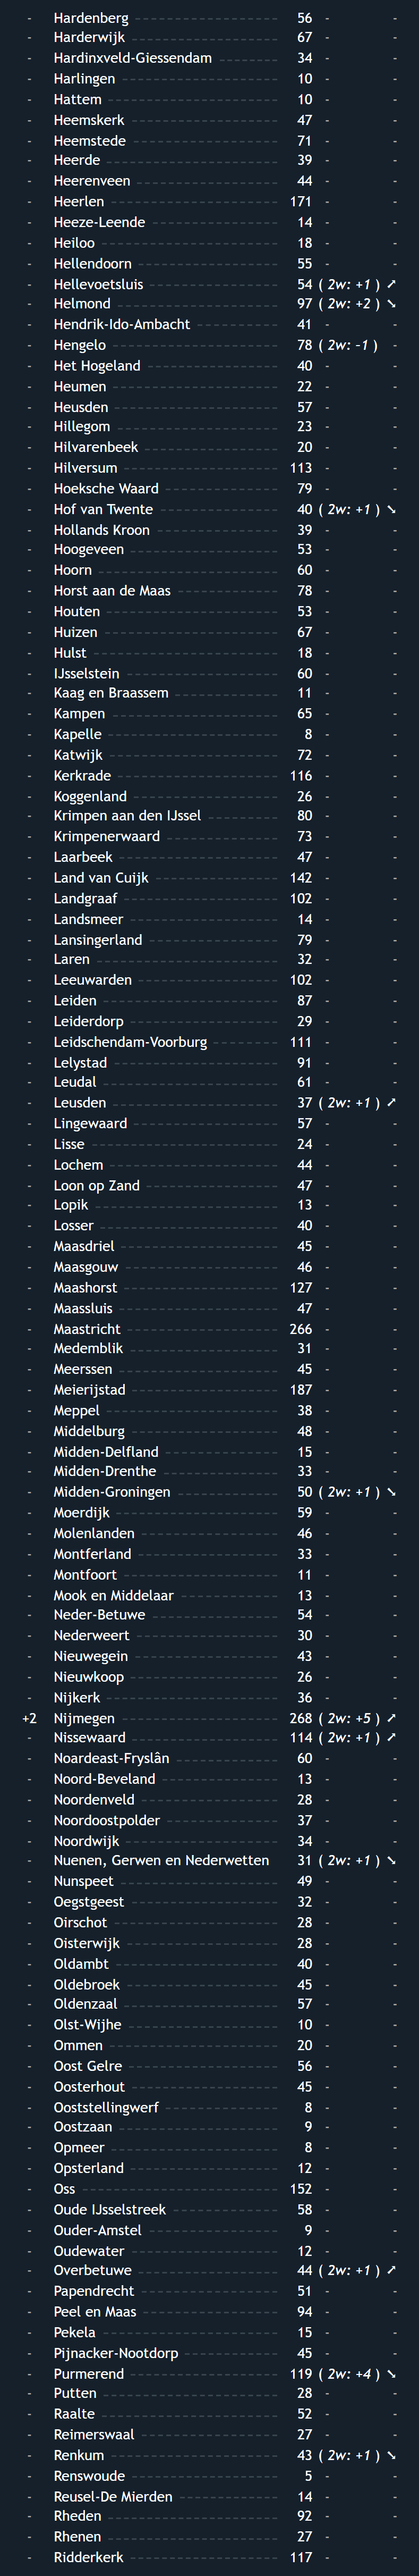 - Hardenberg 56 - -
- Harderwijk 67 - -
- Hardinxveld-Giessendam 34 - -
- Harlingen 10 - -
- Hattem 10 - -
- Heemskerk 47 - -
- Heemstede 71 - -
- Heerde 39 - -
- Heerenveen 44 - -
- Heerlen 171 - -
- Heeze-Leende 14 - -
- Heiloo 18 - -
- Hellendoorn 55 - -
- Hellevoetsluis 54 ( 2w: +1 ) ➚
- Helmond 97 ( 2w: +2 ) ➘
- Hendrik-Ido-Ambacht 41 - -
- Hengelo 78 ( 2w: -1 ) -
- Het Hogeland 40 - -
- Heumen 22 - -
- Heusden 57 - -
- Hillegom 23 - -
- Hilvarenbeek 20 - -
- Hilversum 113 - -
- Hoeksche Waard 79 - -
- Hof van Twente 40 ( 2w: +1 ) ➘
- Hollands Kroon 39 - -
- Hoogeveen 53 - -
- Hoorn 60 - -
- Horst aan de Maas 78 - -
- Houten 53 - -
- Huizen 67 - -
- Hulst 18 - -
- IJsselstein 60 - -
- Kaag en Braassem 11 - -
- Kampen 65 - -
- Kapelle 8 - -
- Katwijk 72 - -
- Kerkrade 116 - -
- Koggenland 26 - -
- Krimpen aan den IJssel 80 - -
- Krimpenerwaard 73 - -
- Laarbeek 47 - -
- Land van Cuijk 142 - -
- Landgraaf 102 - -
- Landsmeer 14 - -
- Lansingerland 79 - -
- Laren 32 - -
- Leeuwarden 102 - -
- Leiden 87 - -
- Leiderdorp 29 - -
- Leidschendam-Voorburg 111 - -
- Lelystad 91 - -
- Leudal 61 - -
- Leusden 37 ( 2w: +1 ) ➚
- Lingewaard 57 - -
- Lisse 24 - -
- Lochem 44 - -
- Loon op Zand 47 - -
- Lopik 13 - -
- Losser 40 - -
- Maasdriel 45 - -
- Maasgouw 46 - -
- Maashorst 127 - -
- Maassluis 47 - -
- Maastricht 266 - -
- Medemblik 31 - -
- Meerssen 45 - -
- Meierijstad 187 - -
- Meppel 38 - -
- Middelburg 48 - -
- Midden-Delfland 15 - -
- Midden-Drenthe 33 - -
- Midden-Groningen 50 ( 2w: +1 ) ➘
- Moerdijk 59 - -
- Molenlanden 46 - -
- Montferland 33 - -
- Montfoort 11 - -
- Mook en Middelaar 13 - -
- Neder-Betuwe 54 - -
- Nederweert 30 - -
- Nieuwegein 43 - -
- Nieuwkoop 26 - -
- Nijkerk 36 - -
+2 Nijmegen 268 ( 2w: +5 ) ➚
- Nissewaard 114 ( 2w: +1 ) ➚
- Noardeast-Fryslân 60 - -
- Noord-Beveland 13 - -
- Noordenveld 28 - -
- Noordoostpolder 37 - -
- Noordwijk 34 - -
- Nuenen, Gerwen en Nederwetten 31 ( 2w: +1 ) ➘
- Nunspeet 49 - -
- Oegstgeest 32 - -
- Oirschot 28 - -
- Oisterwijk 28 - -
- Oldambt 40 - -
- Oldebroek 45 - -
- Oldenzaal 57 - -
- Olst-Wijhe 10 - -
- Ommen 20 - -
- Oost Gelre 56 - -
- Oosterhout 45 - -
- Ooststellingwerf 8 - -
- Oostzaan 9 - -
- Opmeer 8 - -
- Opsterland 12 - -
- Oss 152 - -
- Oude IJsselstreek 58 - -
- Ouder-Amstel 9 - -
- Oudewater 12 - -
- Overbetuwe 44 ( 2w: +1 ) ➚
- Papendrecht 51 - -
- Peel en Maas 94 - -
- Pekela 15 - -
- Pijnacker-Nootdorp 45 - -
- Purmerend 119 ( 2w: +4 ) ➘
- Putten 28 - -
- Raalte 52 - -
- Reimerswaal 27 - -
- Renkum 43 ( 2w: +1 ) ➘
- Renswoude 5 - -
- Reusel-De Mierden 14 - -
- Rheden 92 - -
- Rhenen 27 - -
- Ridderkerk 117 - -